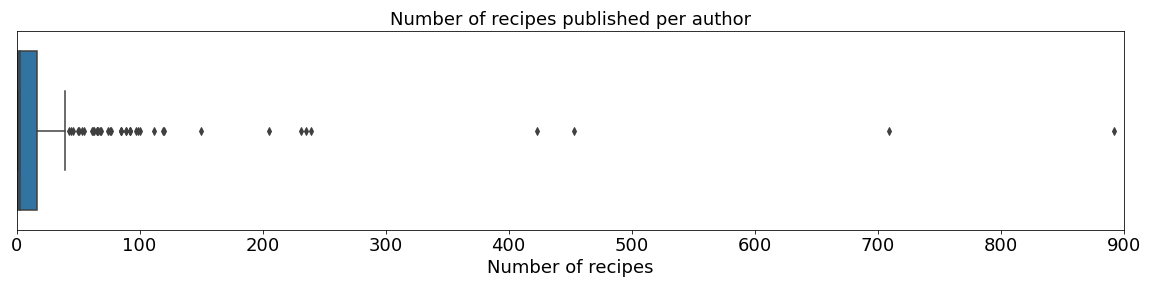 Number of recipes published per author
0 100 200 300 400 500 600 700 800 900
Number of recipes